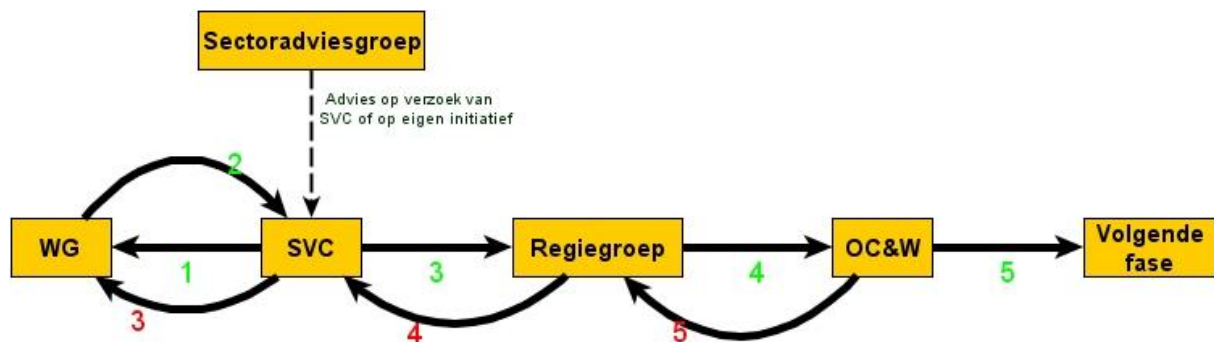 Sectoradviesgroep
Advies op verzoek van
SVC of op eigen initiatief
2
WG
SVC
Regiegroep
OC&W
Volgende
fase
1
3
4
5
3
4
5